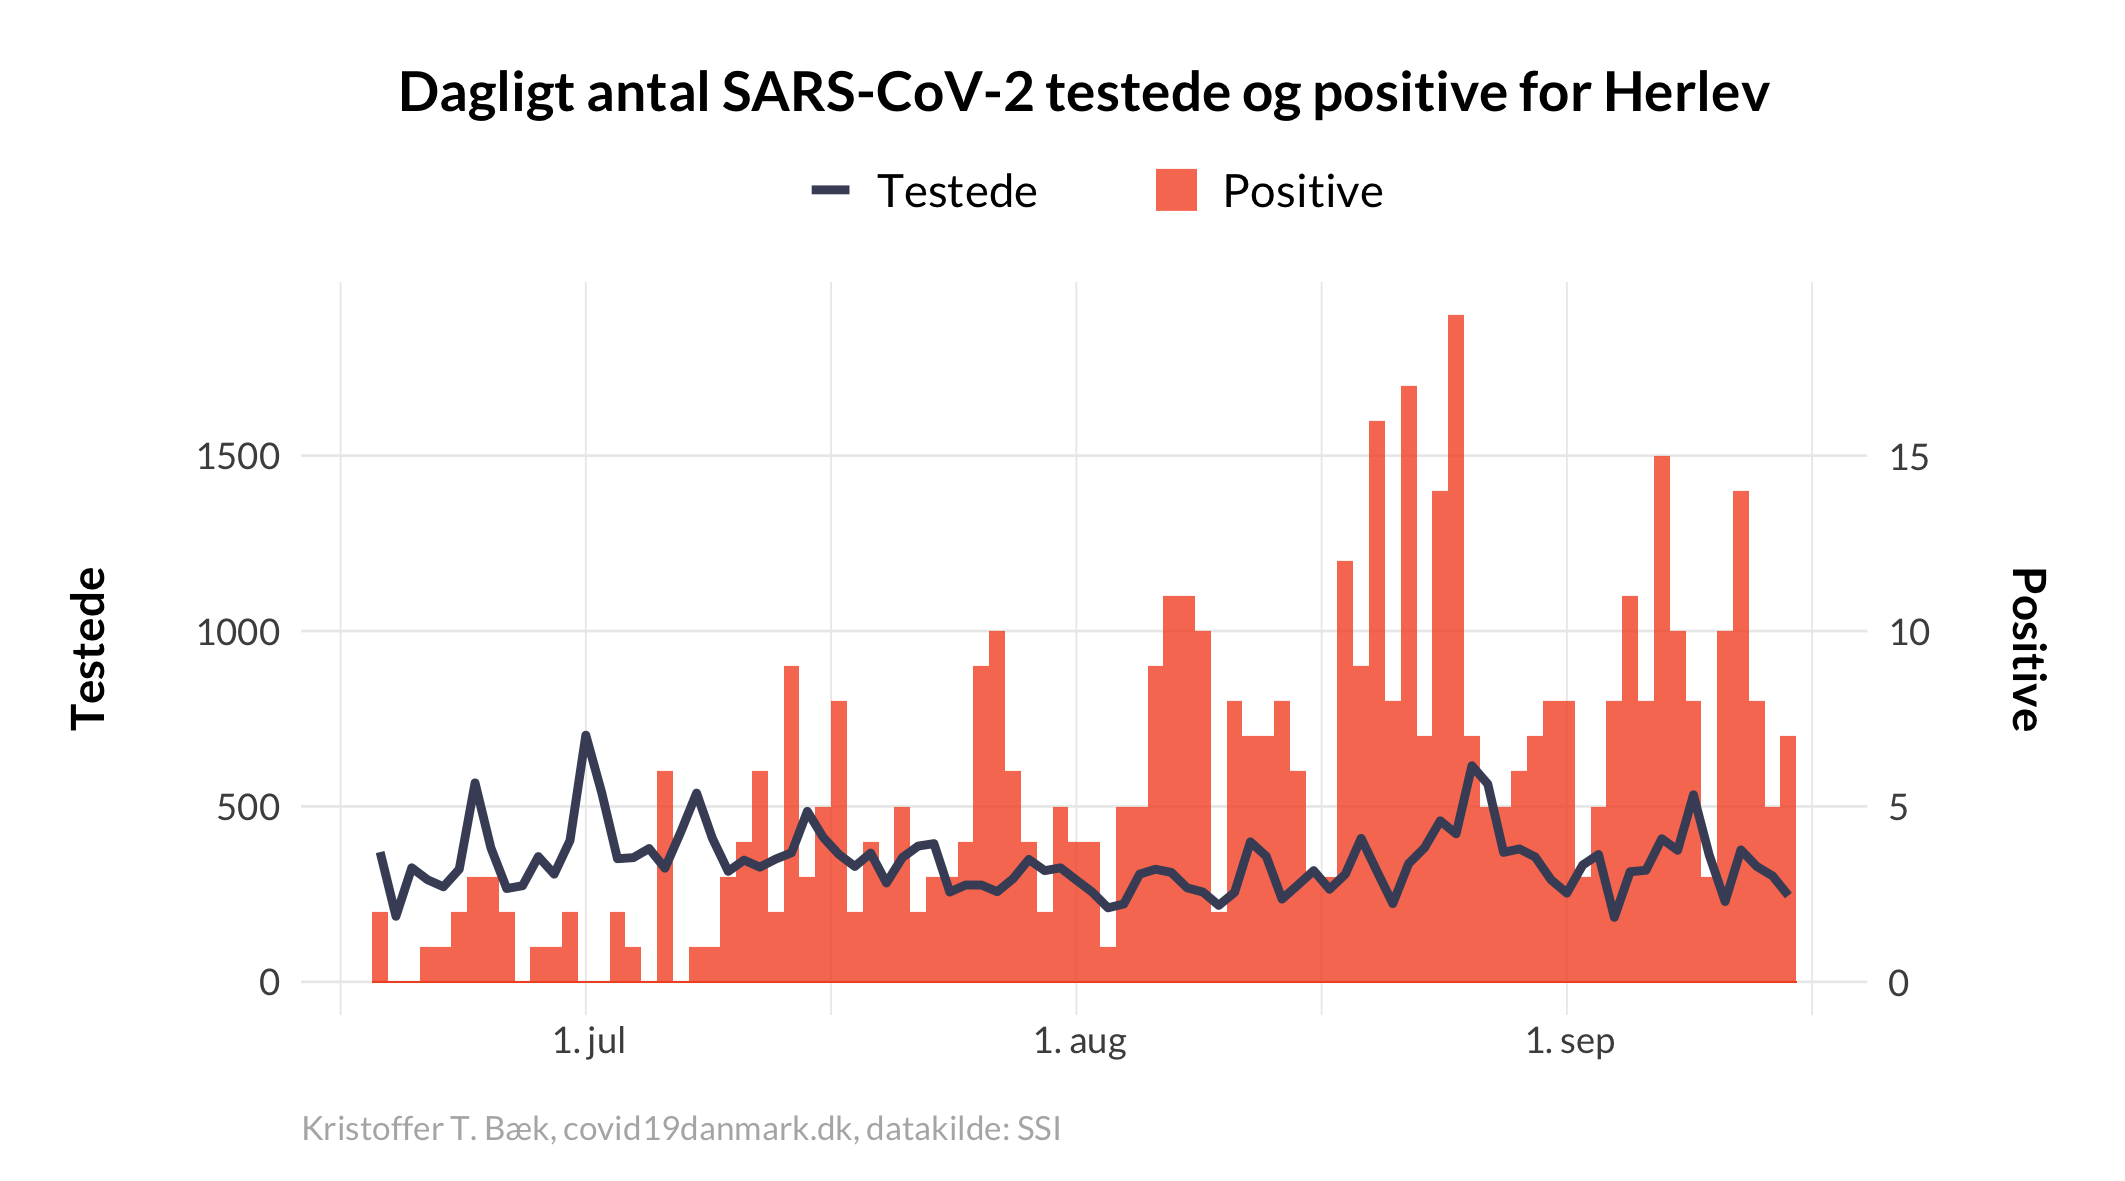 Dagligt antal SARS-CoV-2 testede og positive for Herlev
Testede
Positive
1500
1000
500
0
15
10
5
0
Testede
Positive
1. jul
1. aug
1. sep
Kristoffer T. Bæk, covid19danmark.dk, datakilde: SSI